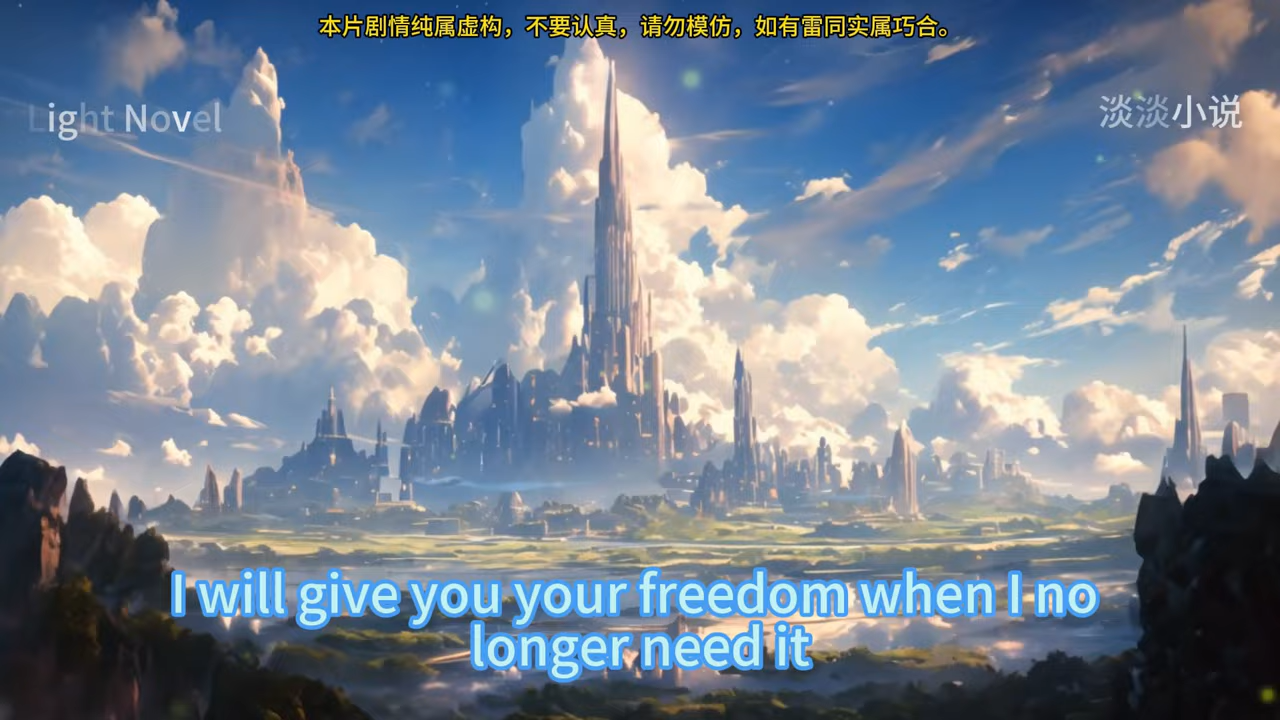 本片剧情纯属虚构，不要认真，请勿模仿，如有雷同实属巧合。
Light Novel
淡淡小说
I will give you your freedom when I no
longer need it